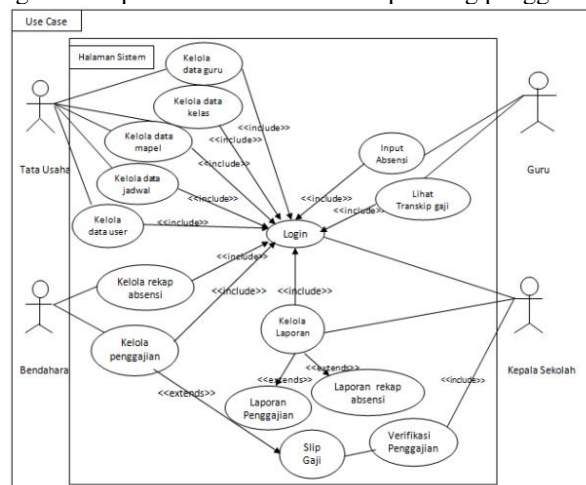 Use Case
Halaman Sistem
Kelola
data guru
Kelola data
kelas
<<include>>
Kelola data
mapel
<<include>>
Input
Absensi
Tata Usaha
Guru
<<include>>
<<include>>
Kelola data
jadwal
Lihat
Transkip gaji
<<include>>
Kelola
data user
<<include>>
<<include>>
Login
Kelola rekap
absensi
<<include>>
<<include>>
<<include>>
Kelola
Laporan
Bendahara
Kelola
penggajian
Kepala Sekolah
<<extends>>
<<extends>>
<<include>>
Laporan rekap
absensi
<<extends>>
Laporan
Penggajian
Verifikasi
Penggajian
Slip
Gaji